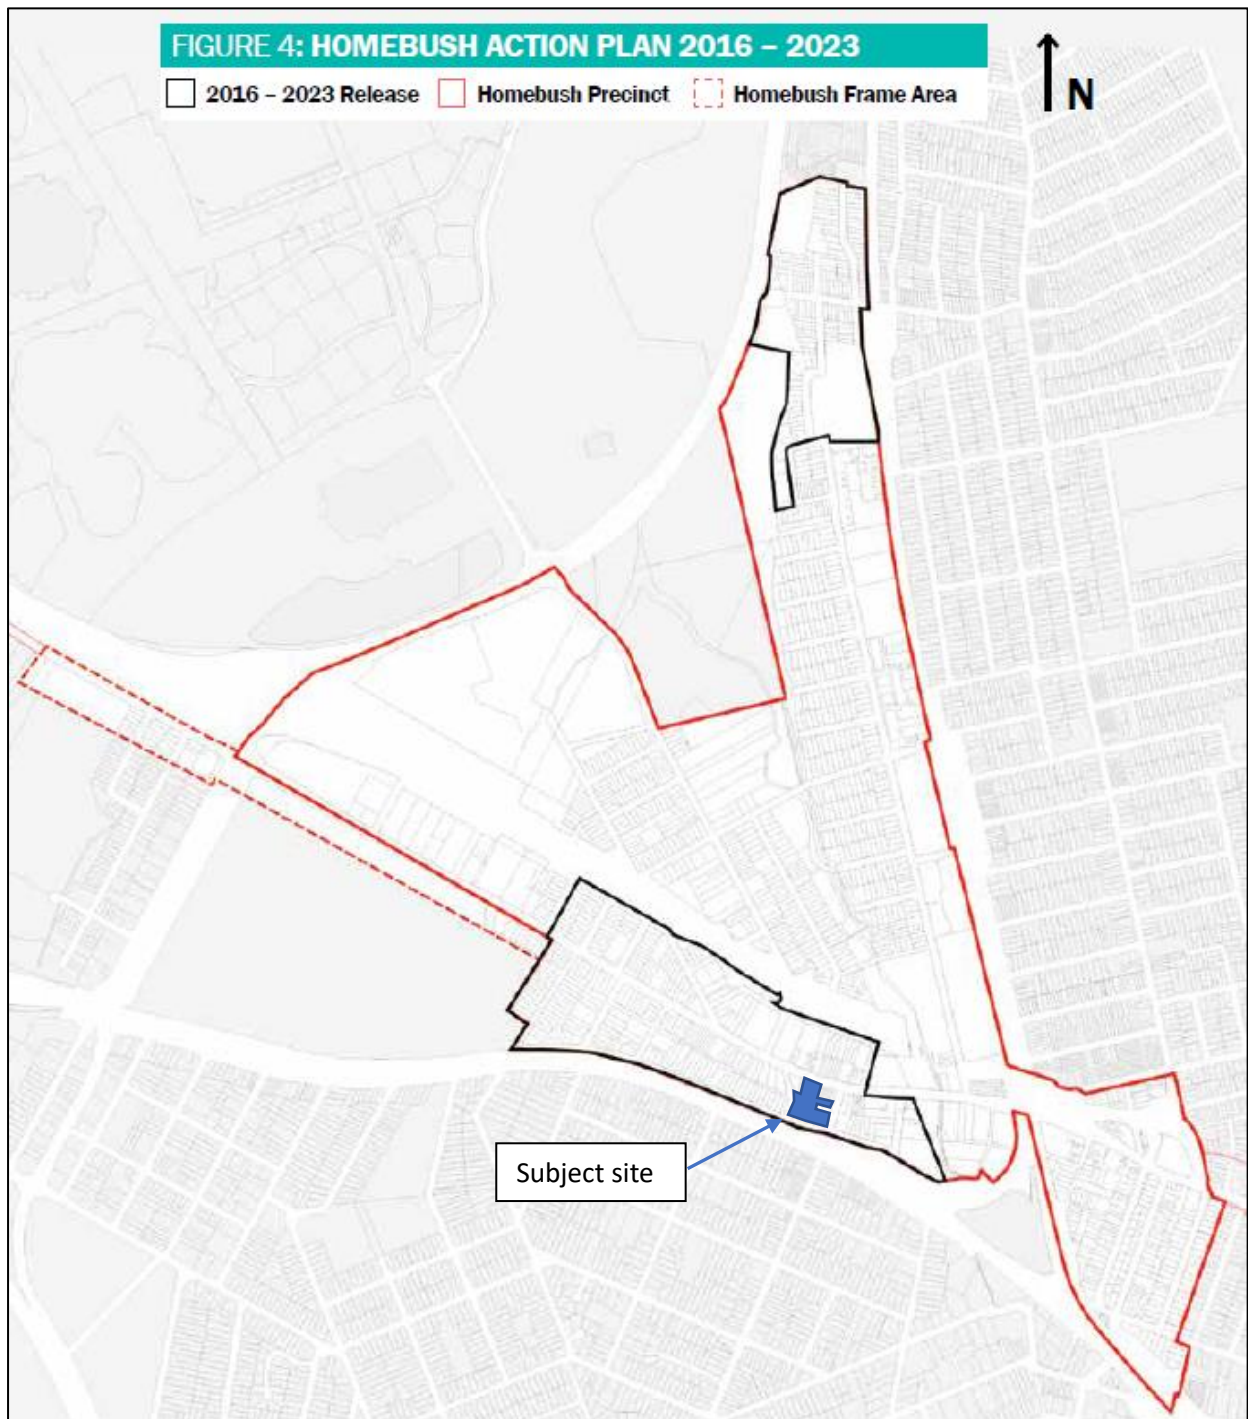 FIGURE 4: HOMEBUSH ACTION PLAN 2016 – 2023
2016 – 2023 Release Homebush Precinct Homebush Frame Area
N
Subject site